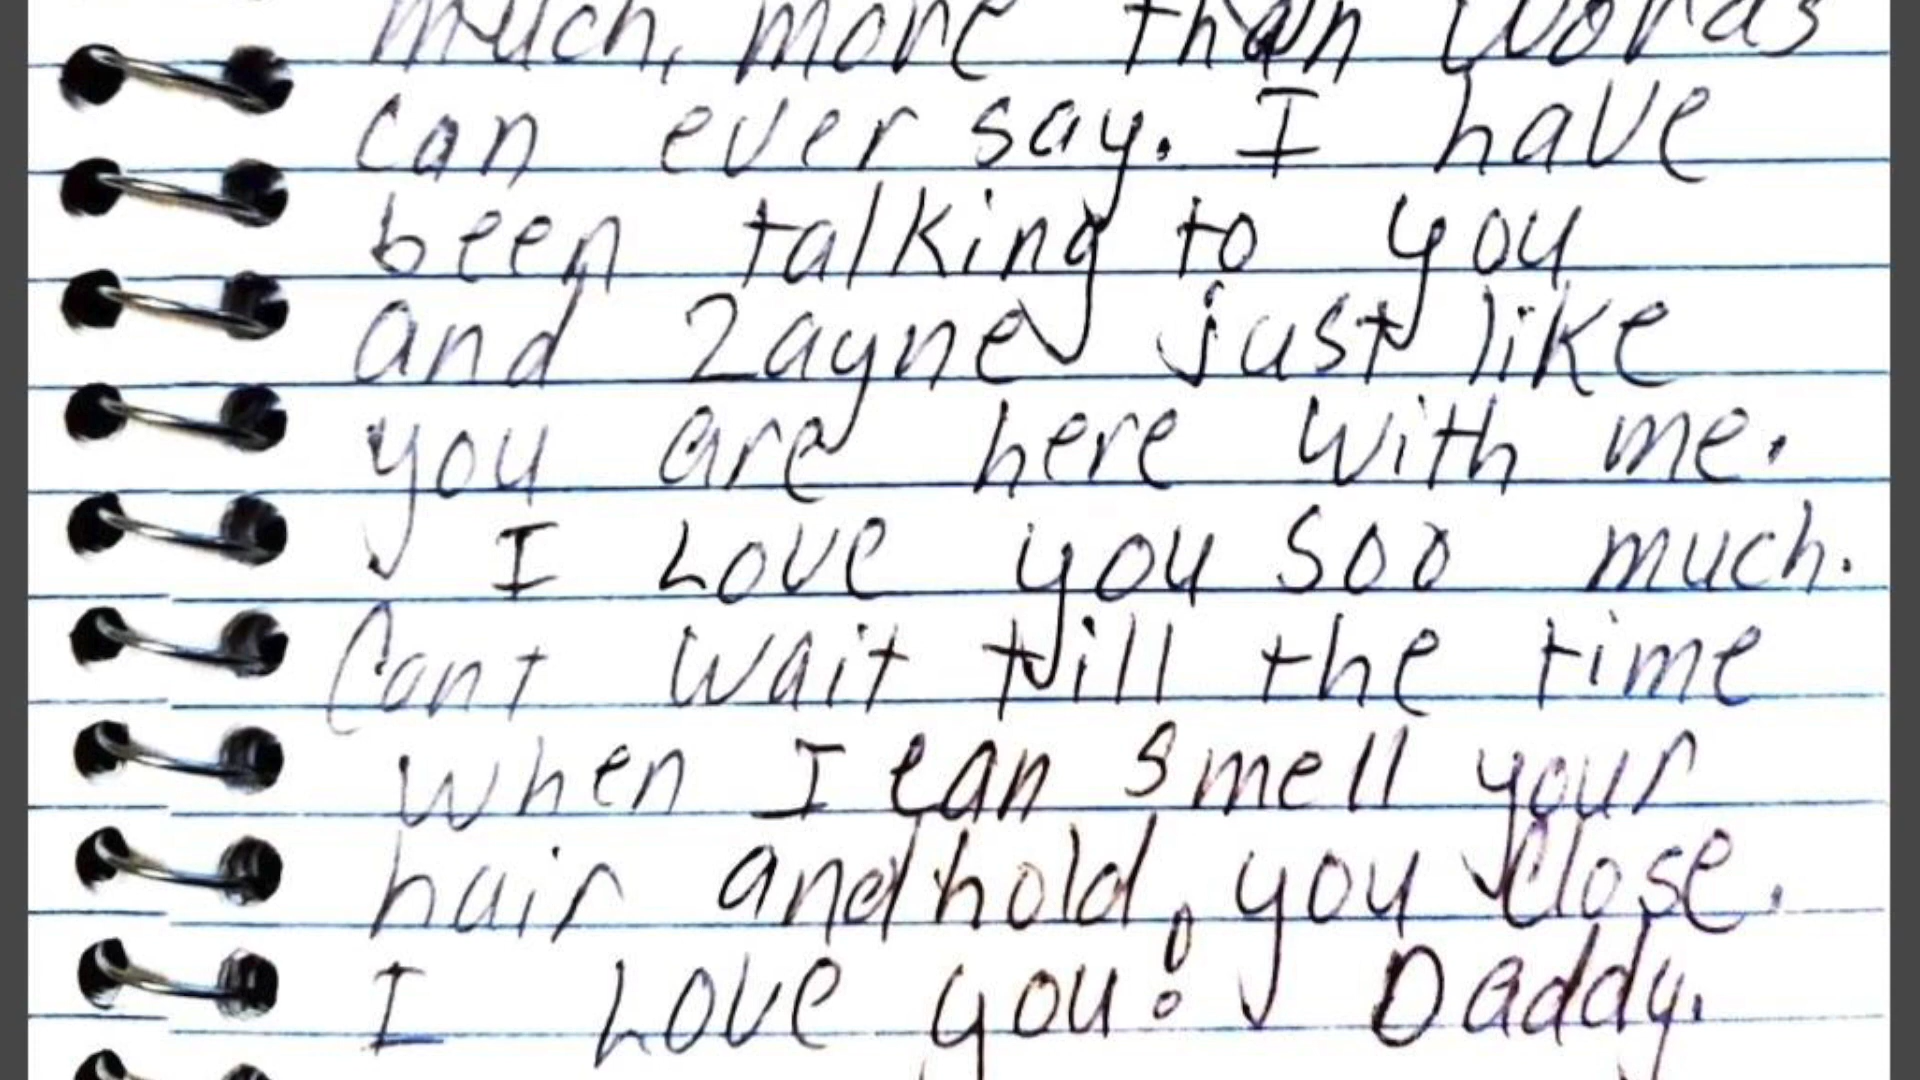 much, more than words
can ever say. I have
been talking to you
and Zayne just like
you are here with me.
I Love you soo much.
Cant wait till the time
when I can smell your
hair and hold you close.
I Love you! Daddy.